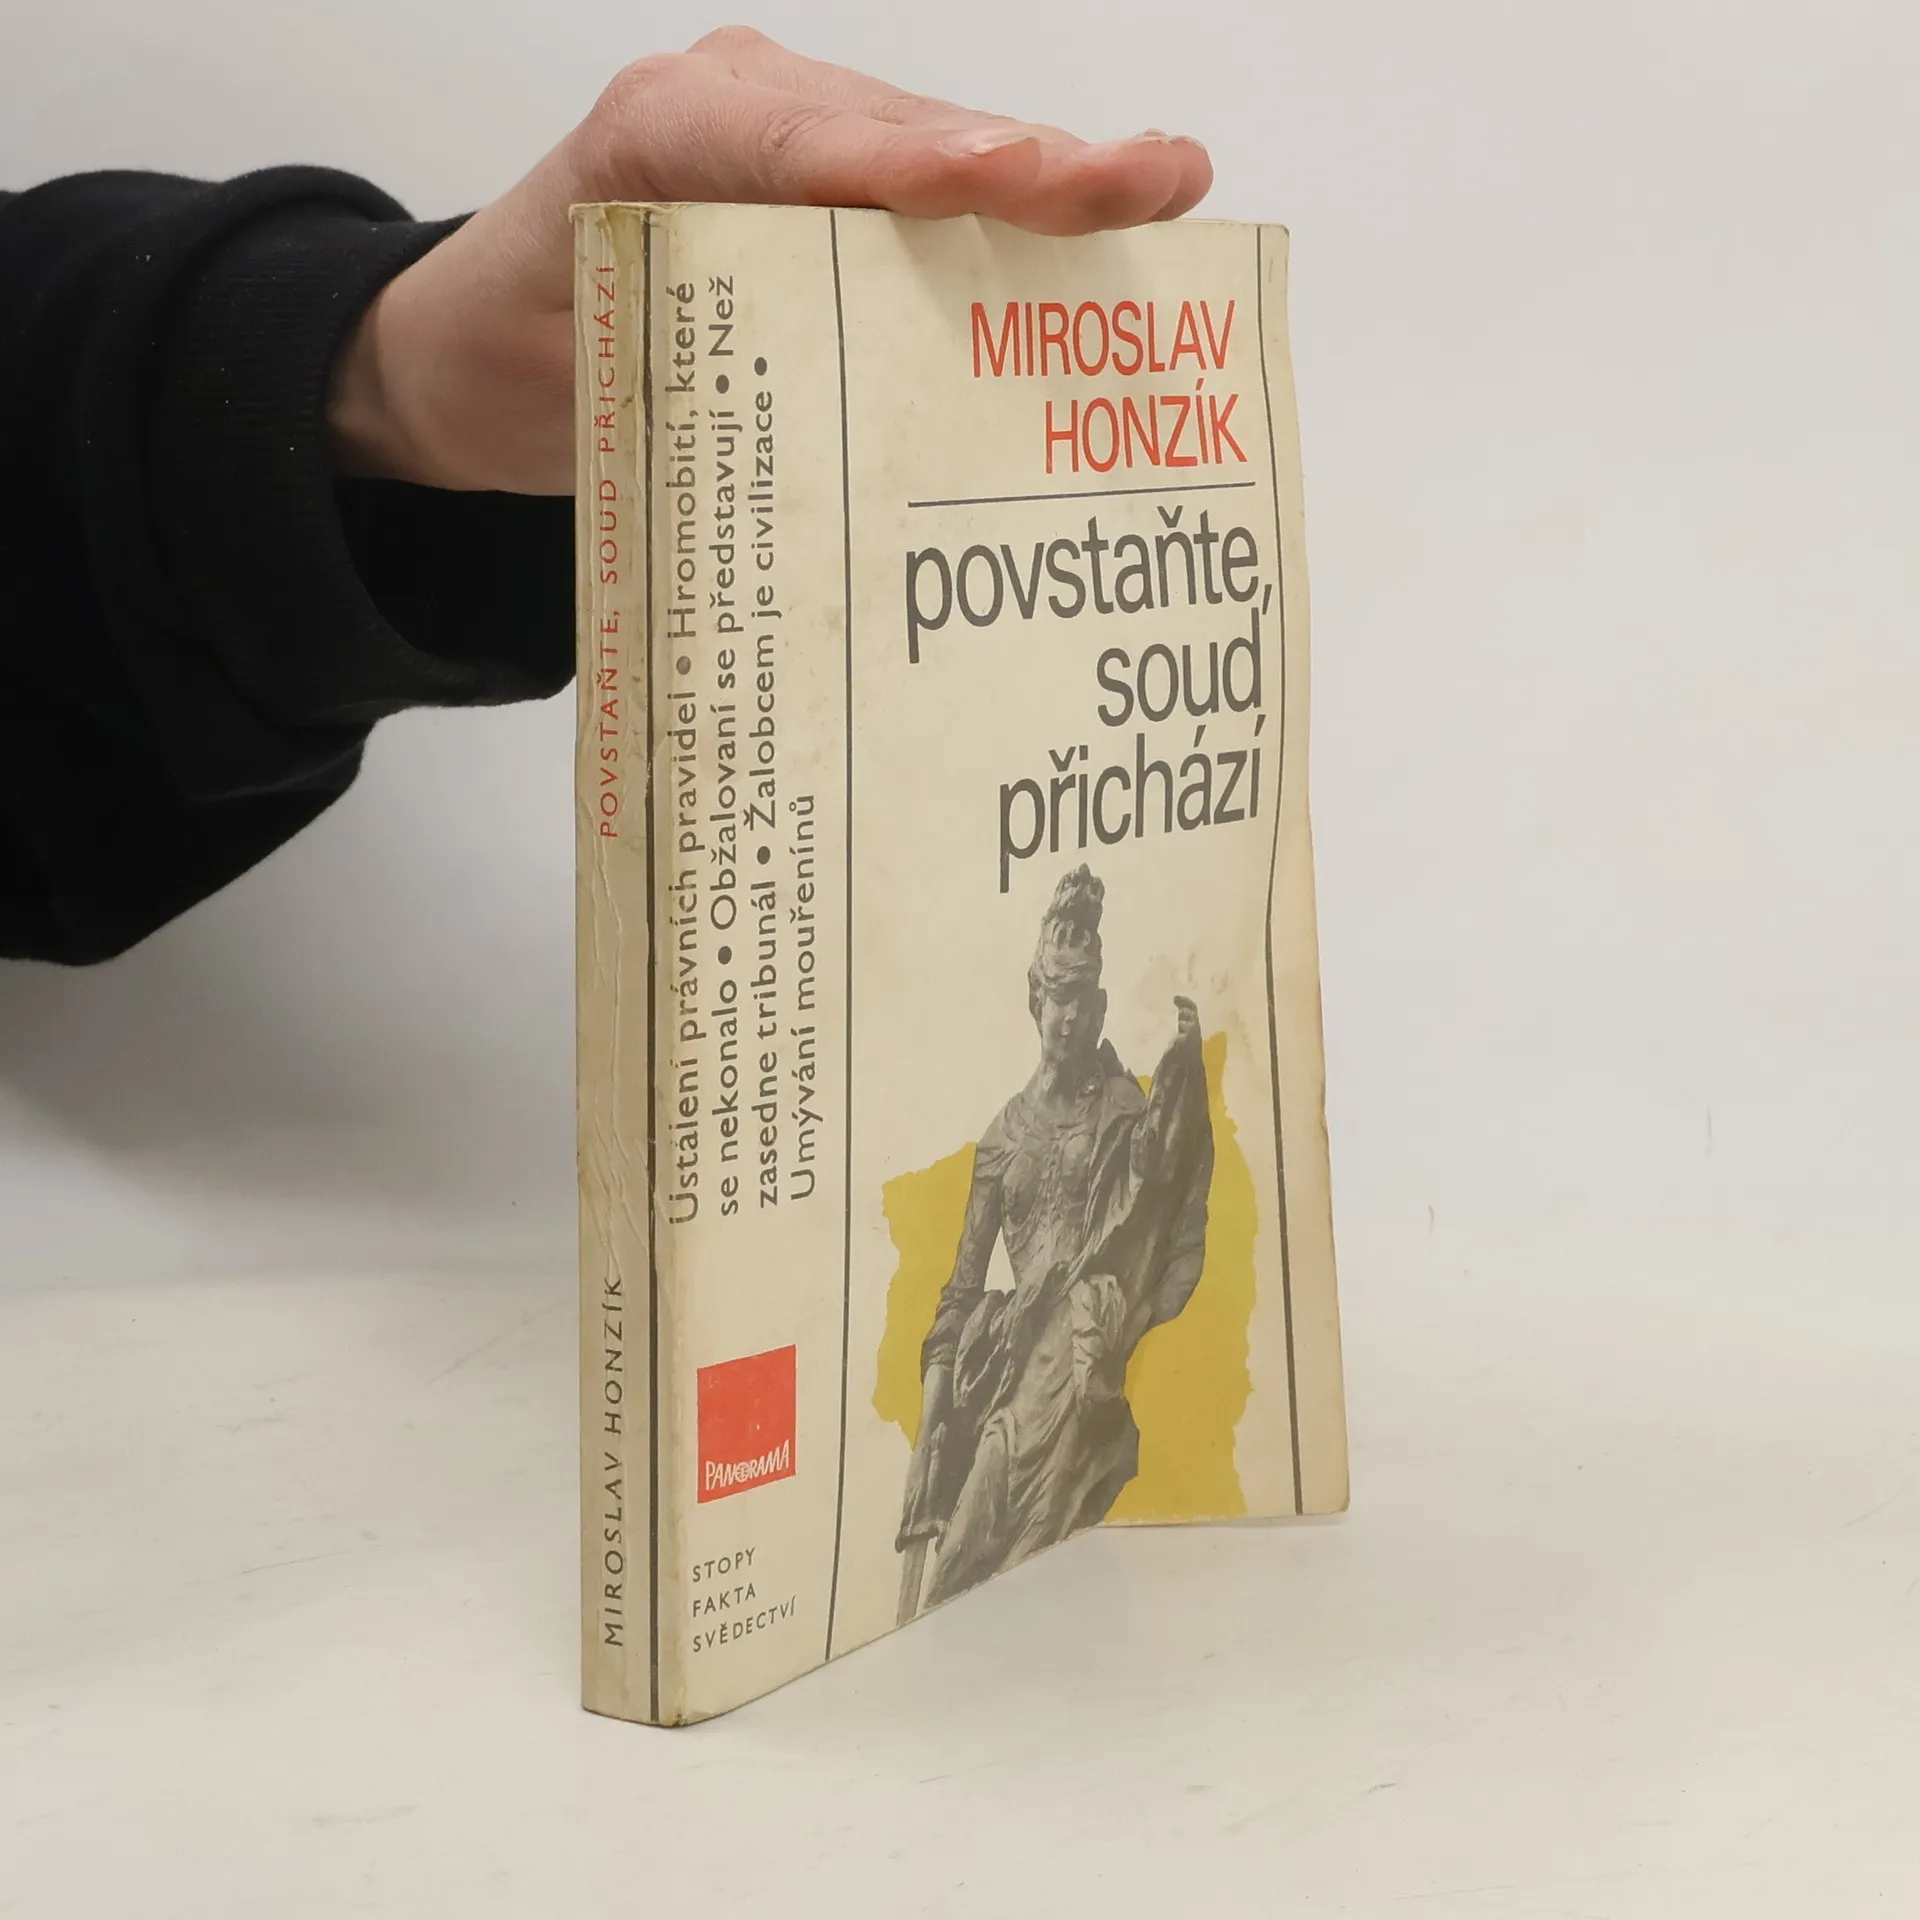 POVSTAŇTE, SOUD PŘICHÁZÍ
MIROSLAV HONZÍK
Ustálení právních pravidel • Hromobití, které
se nekonalo • Obžalovaní se představují • Než
zasedne tribunál • Žalobcem je civilizace •
Umývání mouřenínů
PANORAMA
STOPY
FAKTA
SVĚDECTVÍ
MIROSLAV
HONZÍK
povstaňte,
soud
přichází